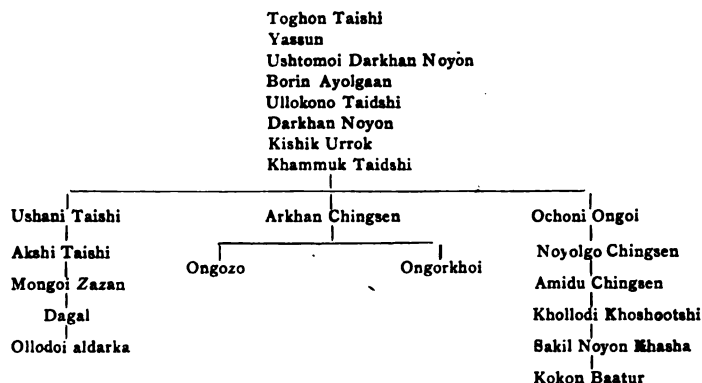 Toghon Taishi
Yassun
Ushtomoi Darkhan Noyon
Borin Ayolgaan
Ullokono Taidshi
Darkhan Noyon
Kishik Urrok
Khammuk Taidshi
Ushani Taishi Arkhan Chingsen Ochoni Ongoi
Akshi Taishi Noyolgo Chingsen
Ongozo Ongorkhoi
Mongoi Zazan Amidu Chingsen
Dagal Khollodi Khoshootshi
Ollodoi aldarka Sakil Noyon Khasha
Kokon Baatur